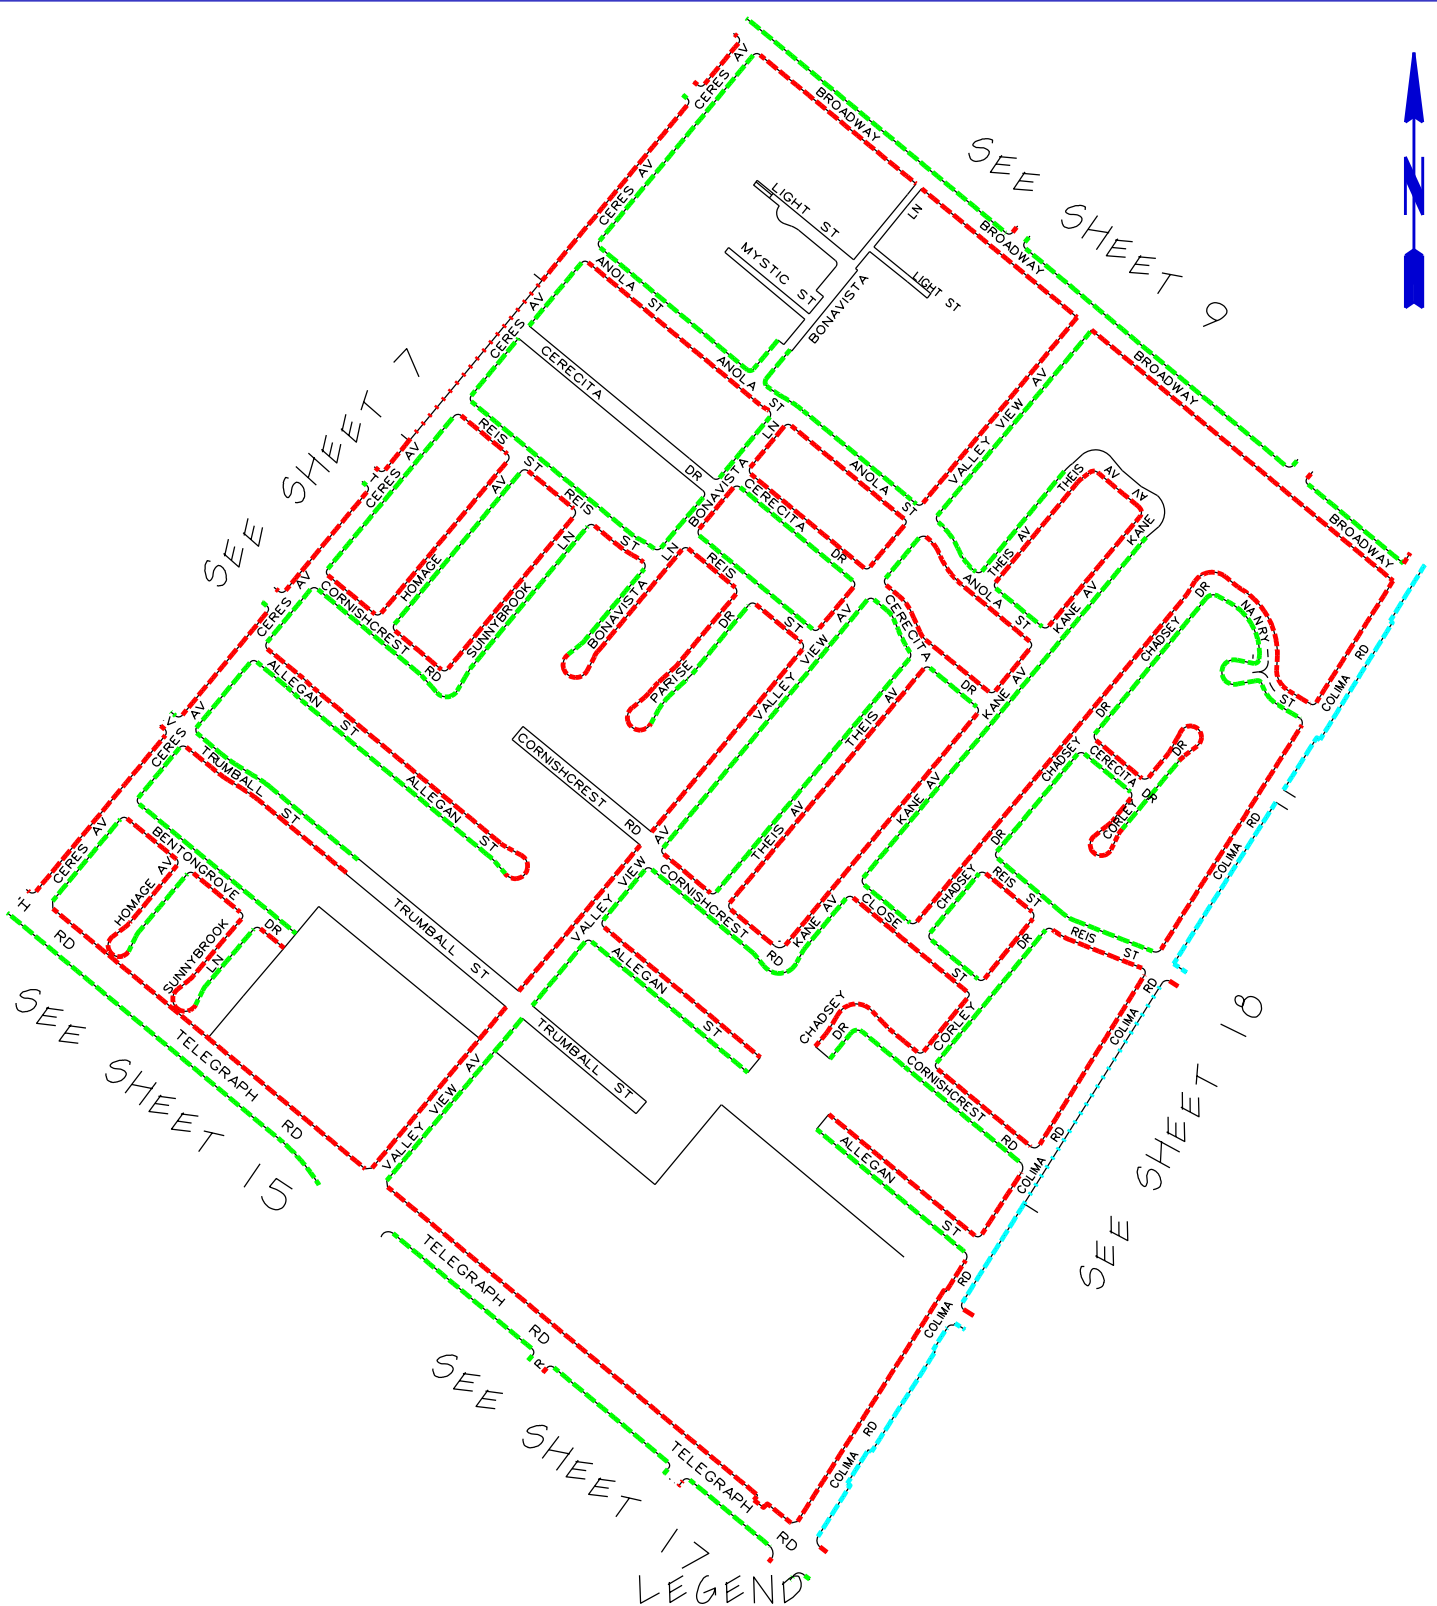 N
SEE SHEET 9
SEE SHEET 7
SEE SHEET 15
SEE SHEET 17
SEE SHEET 18
LEGEND
CERES AV
BROADWAY
BROADWAY
BROADWAY
BROADWAY
CERES AV
LIGHT ST
LN
MYSTIC ST
LIGHT ST
BONAVISTA
ANOLA ST
CERES AV
CERECITA
DR
ANOLA ST
VALLEY VIEW AV
REIS ST
REIS ST
CERES AV
HOMAGE AV
SUNNYBROOK LN
BONAVISTA LN
CERECITA DR
ANOLA ST
THEIS AV
THEIS AV
KANE AV
KANE AV
ANOLA ST
BONAVISTA LN
REIS ST
PARISE DR
VALLEY VIEW AV
CERECITA DR
KANE AV
CHADSEY DR
NANRY ST
COLIMA RD
CERES AV
CORNISHCREST RD
ALLEGAN ST
ALLEGAN ST
CERES AV
TRUMBALL ST
CORNISHCREST RD
THEIS AV
THEIS AV
KANE AV
CHADSEY DR
CERECITA DR
CORLEY DR
COLIMA RD
CERES AV
BENTONGROVE DR
HOMAGE AV
SUNNYBROOK LN
TRUMBALL ST
VALLEY VIEW AV
CORNISHCREST RD
KANE AV
CLOSE ST
CHADSEY DR
REIS ST
REIS ST
CORLEY DR
COLIMA RD
ALLEGAN ST
CHADSEY DR
CORNISHCREST RD
'H
RD
TELEGRAPH RD
VALLEY VIEW AV
TRUMBALL ST
ALLEGAN ST
COLIMA RD
COLIMA RD
TELEGRAPH RD
R
COLIMA RD
TELEGRAPH RD